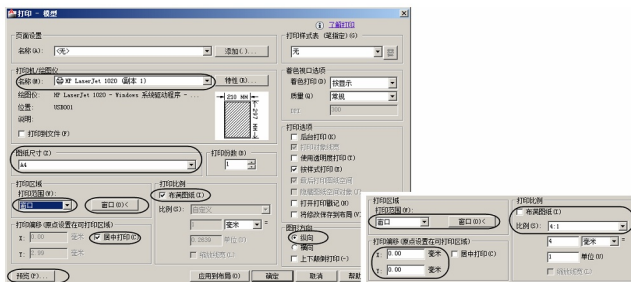 打印 - 模型
了解打印
页面设置
名称(A):
<无>
添加(.)...
打印样式表 (笔指定)(G)
无
打印机/绘图仪
名称(M):
HP LaserJet 1020 (副本 1)
特性(R)...
绘图仪:
HP LaserJet 1020 - Windows 系统驱动程序 - ...
位置:
USB001
说明:
打印到文件(F)
210 MM
297
着色视口选项
着色打印(D)
按显示
质量(Q)
常规
DPI
300
图纸尺寸(Z)
A4
打印份数(B)
1
打印选项
后台打印(K)
打印对象线宽
使用透明度打印(T)
按样式打印(E)
最后打印图纸空间
隐藏图纸空间对象(J)
打开打印戳记(N)
将修改保存到布局(V)
打印区域
打印范围(W):
窗口
窗口(O)<
打印比例
布满图纸(I)
比例(S):
自定义
1
毫米
=
单位(U)
缩放线宽(L)
打印偏移(原点设置在可打印区域)
X:
0.00
毫米
居中打印(C)
Y:
毫米
图形方向
纵向
横向
上下颠倒打印(-)
预览(P)...
应用到布局(O)
确定
取消
帮助
打印区域
打印范围(W):
窗口
窗口(O)<
打印比例
布满图纸(I)
比例(S):
4:1
4
毫米
=
1
单位(U)
缩放线宽(L)
打印偏移(原点设置在可打印区域)
X:
0.00
毫米
居中打印(C)
Y:
0.00
毫米